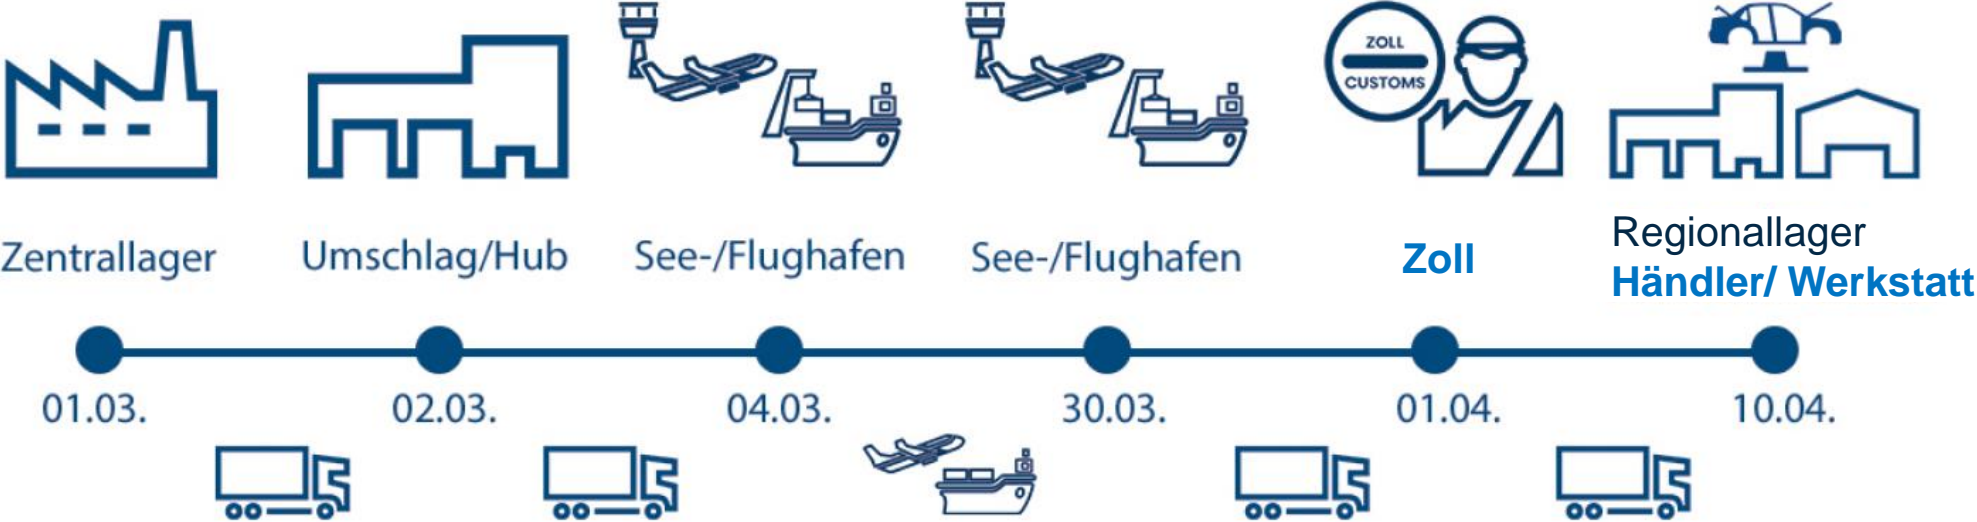 ZOLL
CUSTOMS
Zentrallager
Umschlag/Hub
See-/Flughafen
See-/Flughafen
Zoll
Regionallager
Händler/ Werkstatt
01.03.
02.03.
04.03.
30.03.
01.04.
10.04.